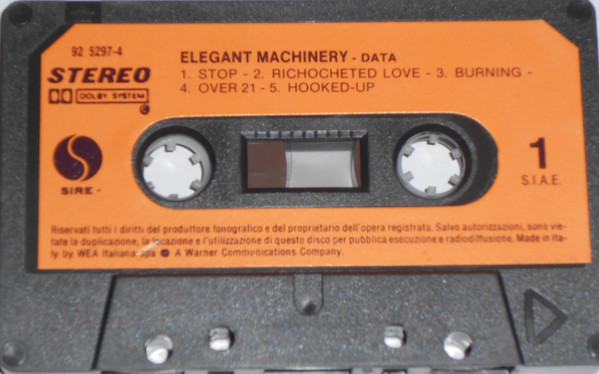 92 5297-4
STEREO
DOLBY SYSTEM
ELEGANT MACHINERY - DATA
1. STOP - 2. RICHOCHETED LOVE - 3. BURNING -
4. OVER 21 - 5. HOOKED-UP
SIRE -
1
S.I.A.E.
Riservati tutti i diritti del produttore fonografico e del proprietario dell'opera registrata. Salvo autorizzazioni, sono vie-
tate la duplicazione, la locazione e l'utilizzazione di questo disco per pubblica esecuzione e radiodiffusione. Made in Ita-
ly by WEA Italiana spa A Warner Communications Company.